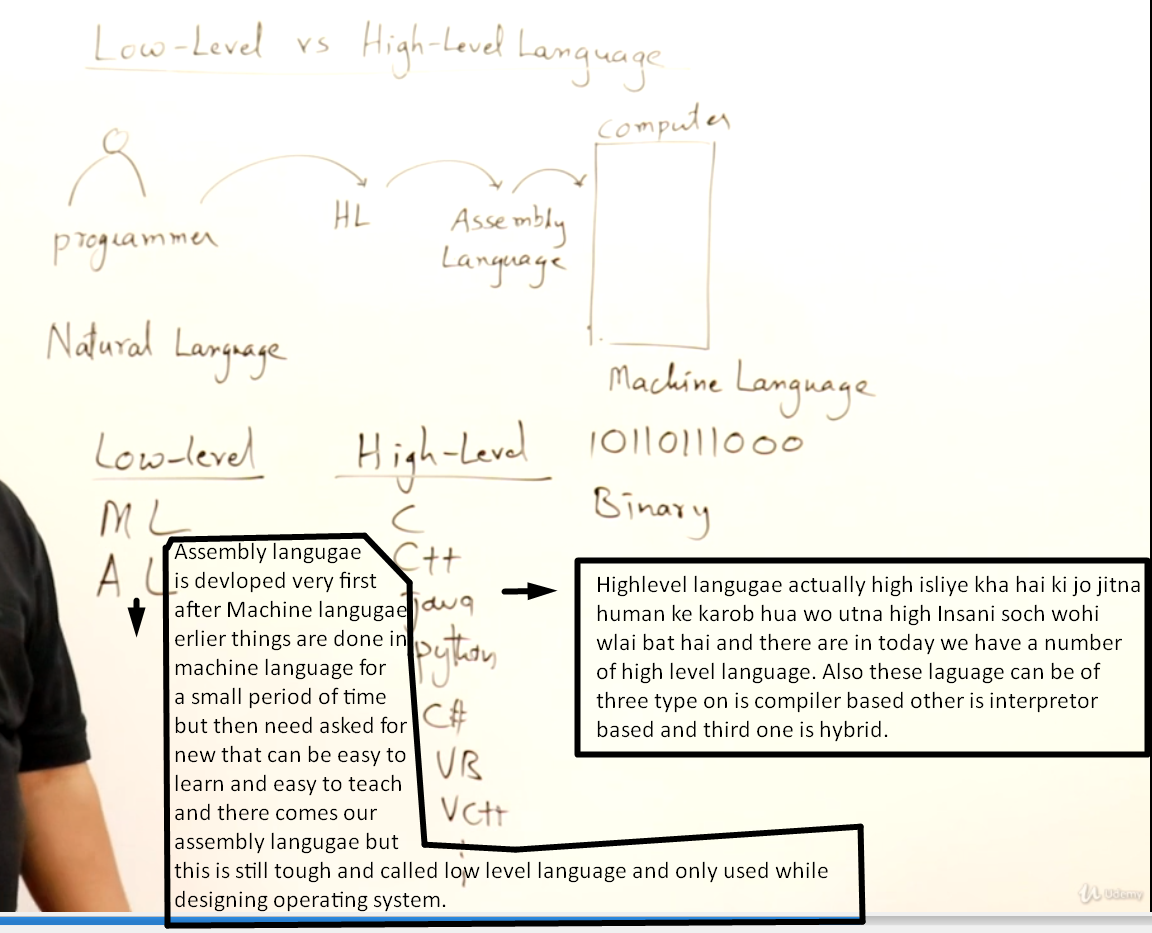 Low-Level vs High-Level Language
Computer
programmer
HL
Assembly
Language
Natural Language
Machine Language
Low-level
High-Level
10110111000
ML
C
Binary
AL
C++
java
python
C#
VB
VC++
Assembly langugae
is devloped very first
after Machine langugae
erlier things are done in
machine language for
a small period of time
but then need asked for
new that can be easy to
learn and easy to teach
and there comes our
assembly langugae but
this is still tough and called low level language and only used while
designing operating system.
Highlevel langugae actually high isliye kha hai ki jo jitna
human ke karob hua wo utna high Insani soch wohi
wlai bat hai and there are in today we have a number
of high level language. Also these laguage can be of
three type on is compiler based other is interpretor
based and third one is hybrid.
Udemy